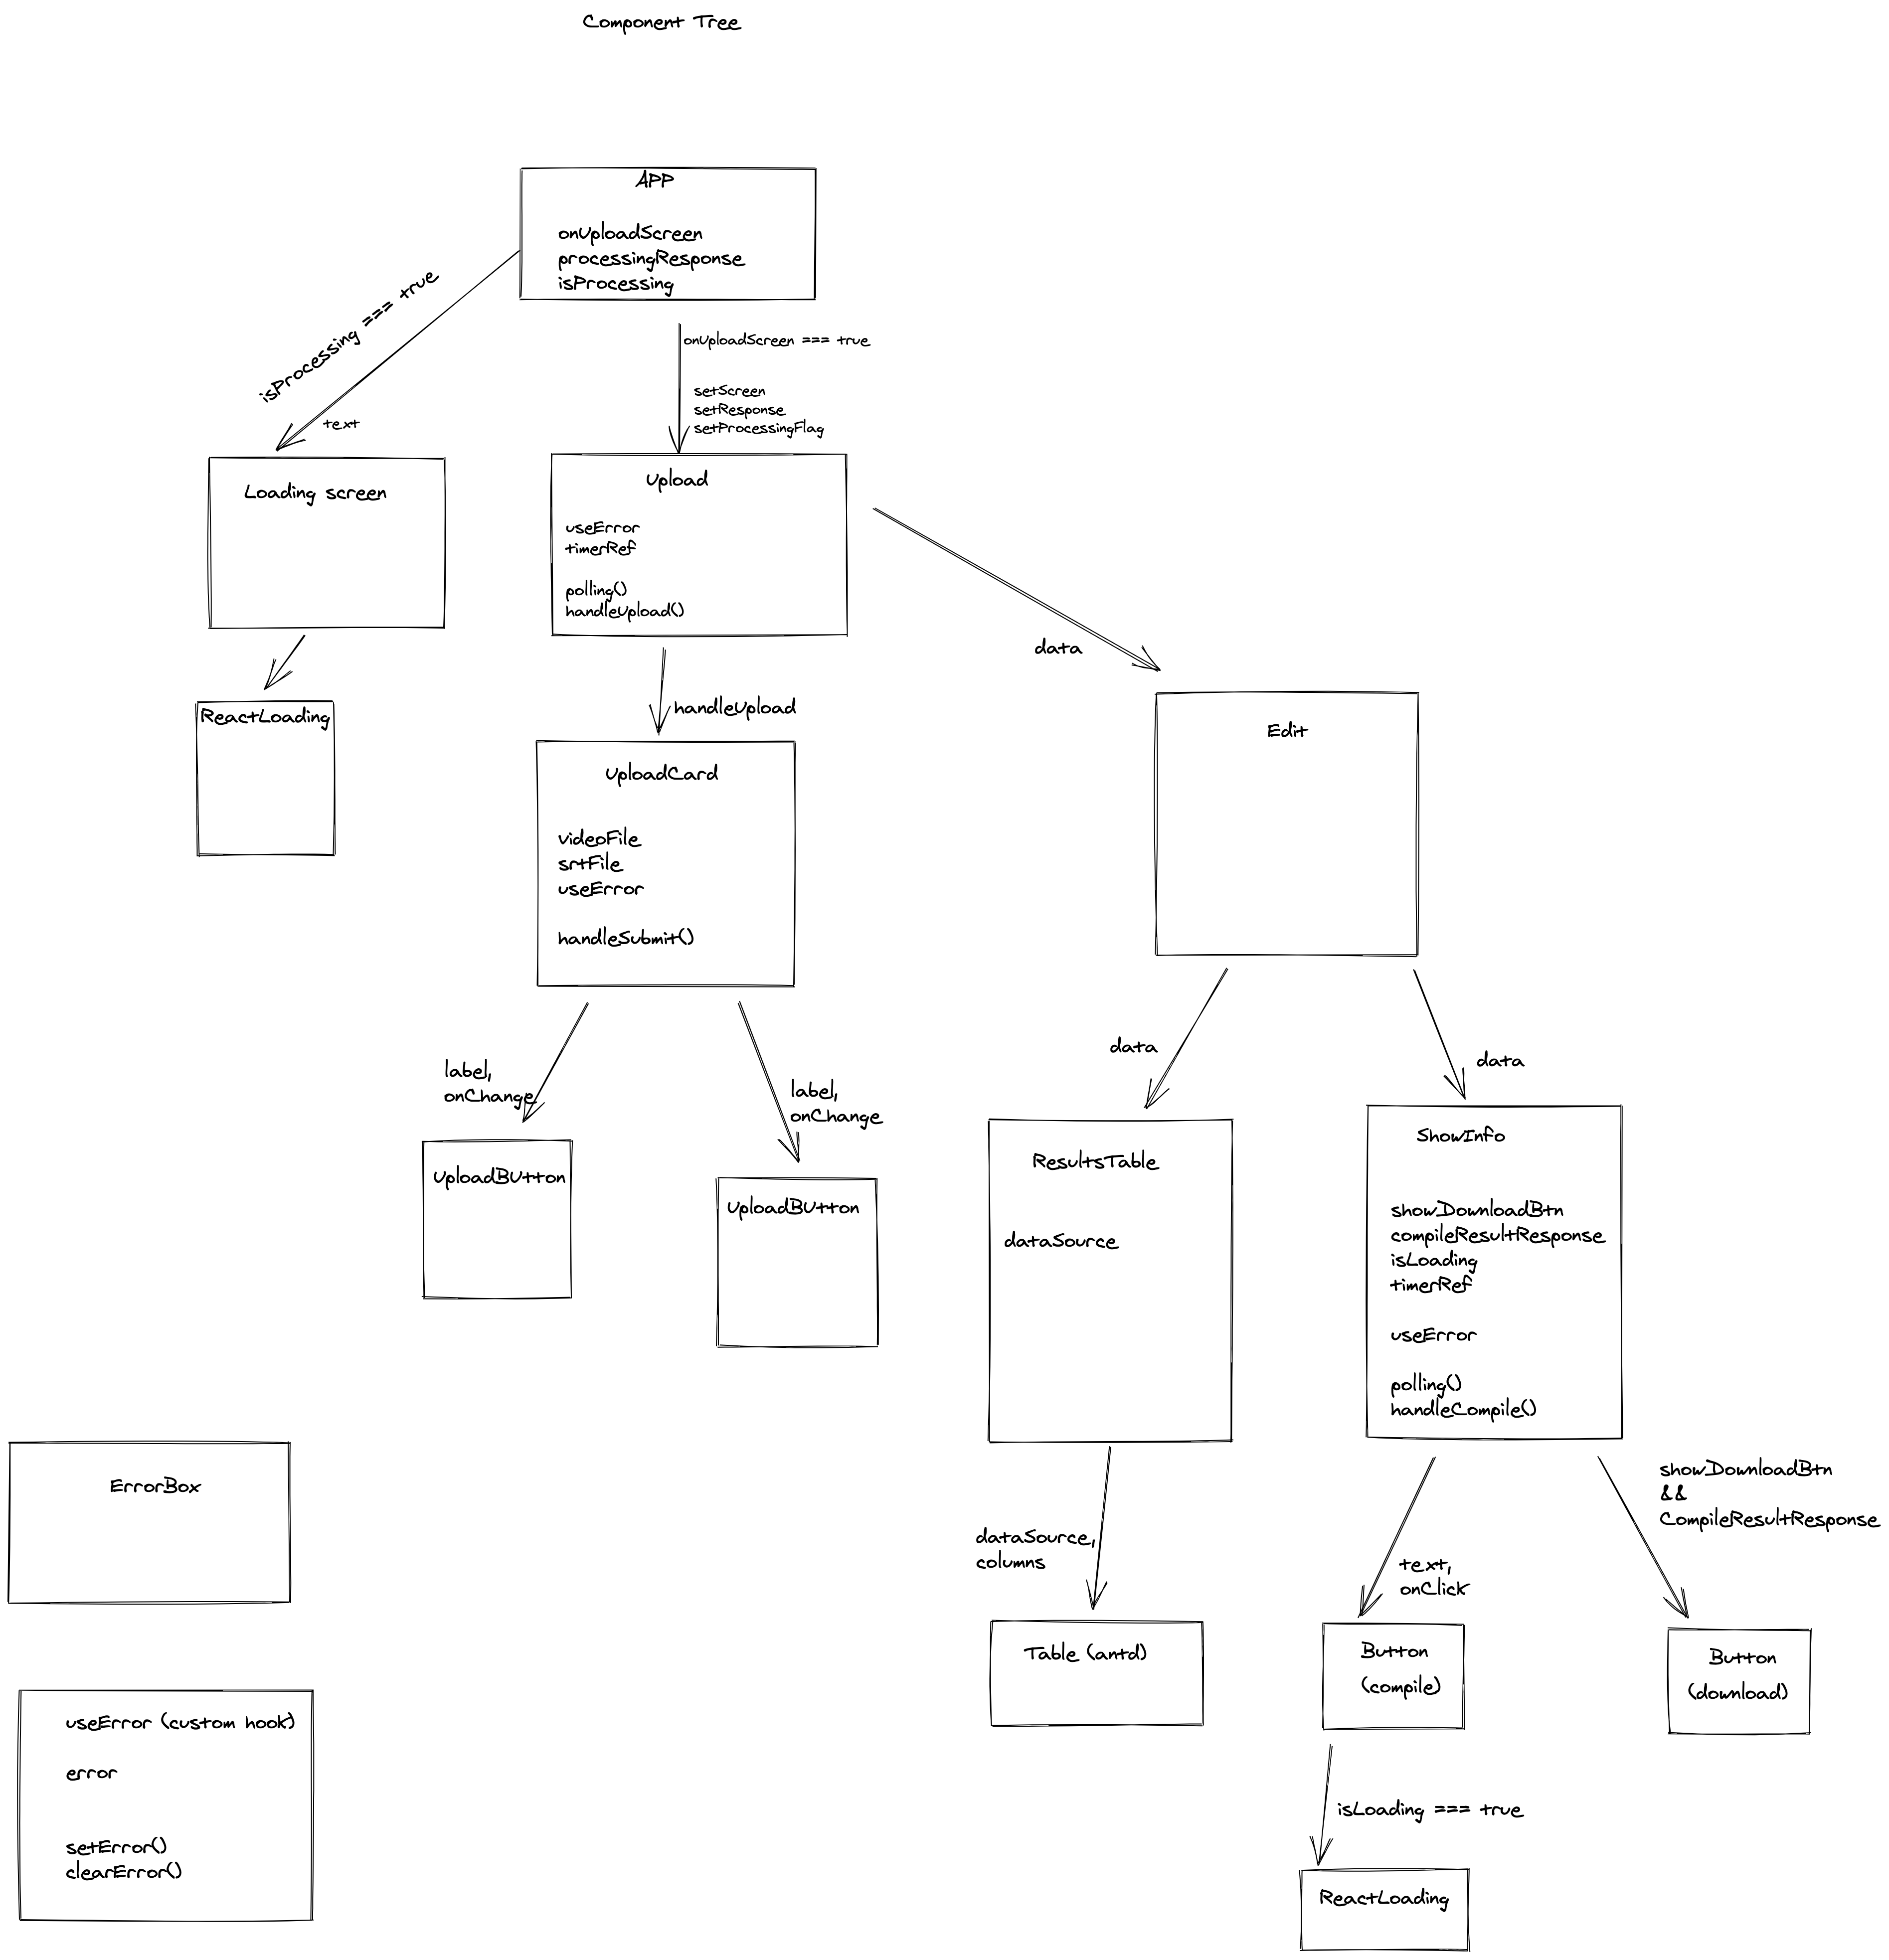 Component Tree
APP
onUploadScreen
processingResponse
isProcessing
isProcessing === true
text
onUploadScreen === true
setScreen
setResponse
setProcessingFlag
Loading screen
Upload
useError
timerRef
polling()
handleUpload()
data
ReactLoading
handleUpload
Edit
UploadCard
videoFile
srtFile
useError
handleSubmit()
label,
onChange
label,
onChange
data
data
UploadBUtton
UploadBUtton
ResultsTable
dataSource
ShowInfo
showDownloadBtn
compileResultResponse
isLoading
timerRef
useError
polling()
handleCompile()
ErrorBox
dataSource,
columns
text,
onClick
showDownloadBtn
&&
CompileResultResponse
Table (antd)
Button
(compile)
Button
(download)
useError (custom hook)
error
setError()
clearError()
isLoading === true
ReactLoading